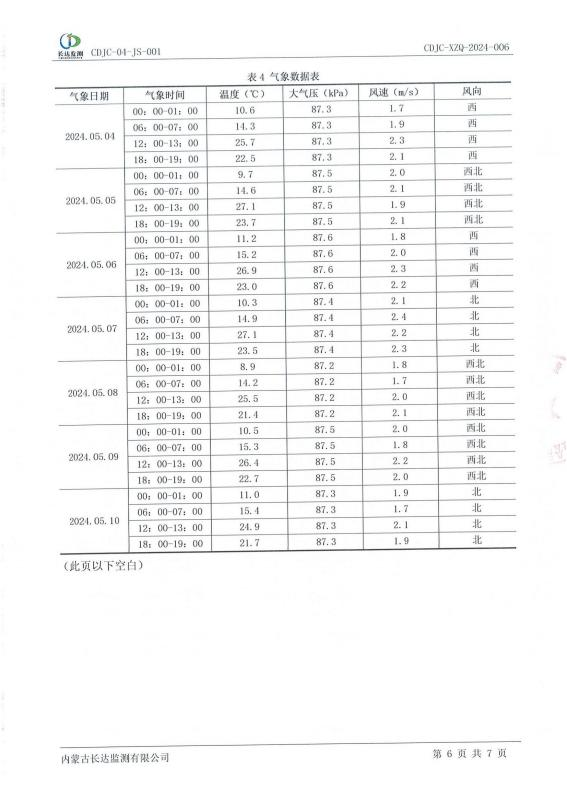 长达监测 CDJC-04-JS-001 CDJC-XZQ-2024-006
表 4 气象数据表
气象日期 气象时间 温度（℃） 大气压（kPa） 风速（m/s） 风向
2024.05.04 00：00-01：00 10.6 87.3 1.7 西
06：00-07：00 14.3 87.3 1.9 西
12：00-13：00 25.7 87.3 2.3 西
18：00-19：00 22.5 87.3 2.1 西
2024.05.05 00：00-01：00 9.7 87.5 2.0 西北
06：00-07：00 14.6 87.5 2.1 西北
12：00-13：00 27.1 87.5 1.9 西北
18：00-19：00 23.7 87.5 2.1 西北
2024.05.06 00：00-01：00 11.2 87.6 1.8 西
06：00-07：00 15.2 87.6 2.0 西
12：00-13：00 26.9 87.6 2.3 西
18：00-19：00 23.0 87.6 2.2 西
2024.05.07 00：00-01：00 10.3 87.4 2.1 北
06：00-07：00 14.9 87.4 2.4 北
12：00-13：00 27.1 87.4 2.2 北
18：00-19：00 23.5 87.4 2.3 北
2024.05.08 00：00-01：00 8.9 87.2 1.8 西北
06：00-07：00 14.2 87.2 1.7 西北
12：00-13：00 25.5 87.2 2.0 西北
18：00-19：00 21.4 87.2 2.1 西北
2024.05.09 00：00-01：00 10.5 87.5 2.0 西北
06：00-07：00 15.3 87.5 1.8 西北
12：00-13：00 26.4 87.5 2.2 西北
18：00-19：00 22.7 87.5 2.0 西北
2024.05.10 00：00-01：00 11.0 87.3 1.9 北
06：00-07：00 15.4 87.3 1.7 北
12：00-13：00 24.9 87.3 2.1 北
18：00-19：00 21.7 87.3 1.9 北
（此页以下空白）
内蒙古长达监测有限公司 第 6 页 共 7 页